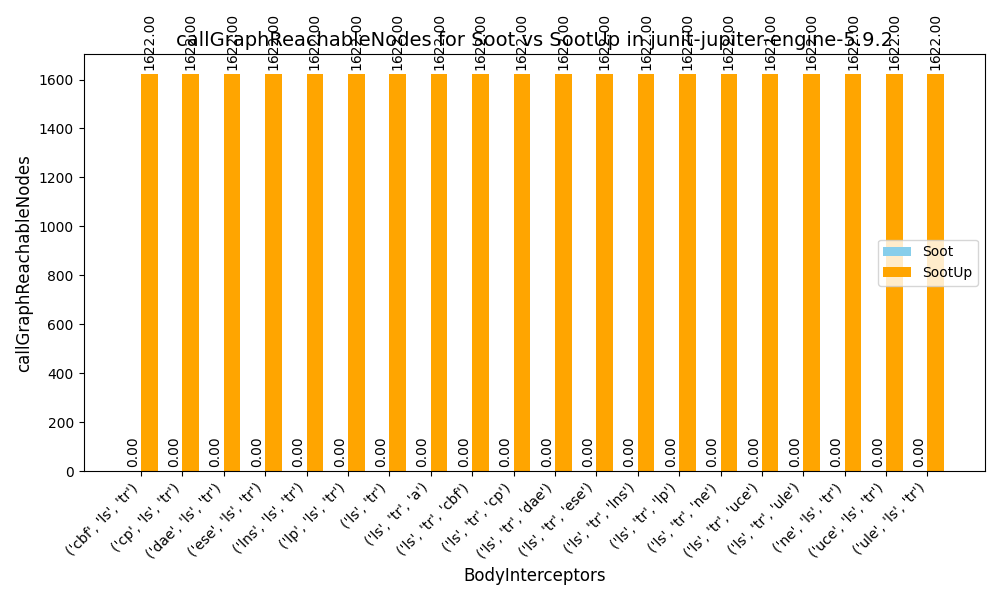 callGraphReachableNodes for Soot vs SootUp in junit-jupiter-engine-5.9.2
1622.00 1622.00 1622.00 1622.00 1622.00 1622.00 1622.00 1622.00 1622.00 1622.00 1622.00 1622.00 1622.00 1622.00 1622.00 1622.00 1622.00 1622.00 1622.00 1622.00
callGraphReachableNodes
1600
1400
1200
1000
800
600
400
200
0
Soot
SootUp
0.00 0.00 0.00 0.00 0.00 0.00 0.00 0.00 0.00 0.00 0.00 0.00 0.00 0.00 0.00 0.00 0.00 0.00 0.00 0.00
('cbf', 'ls', 'tr')
('cp', 'ls', 'tr')
('dae', 'ls', 'tr')
('ese', 'ls', 'tr')
('lns', 'ls', 'tr')
('lp', 'ls', 'tr')
('ls', 'tr')
('ls', 'tr', 'a')
('ls', 'tr', 'cbf')
('ls', 'tr', 'cp')
('ls', 'tr', 'dae')
('ls', 'tr', 'ese')
('ls', 'tr', 'lns')
('ls', 'tr', 'lp')
('ls', 'tr', 'ne')
('ls', 'tr', 'uce')
('ls', 'tr', 'ule')
('ne', 'ls', 'tr')
('uce', 'ls', 'tr')
('ule', 'ls', 'tr')
BodyInterceptors